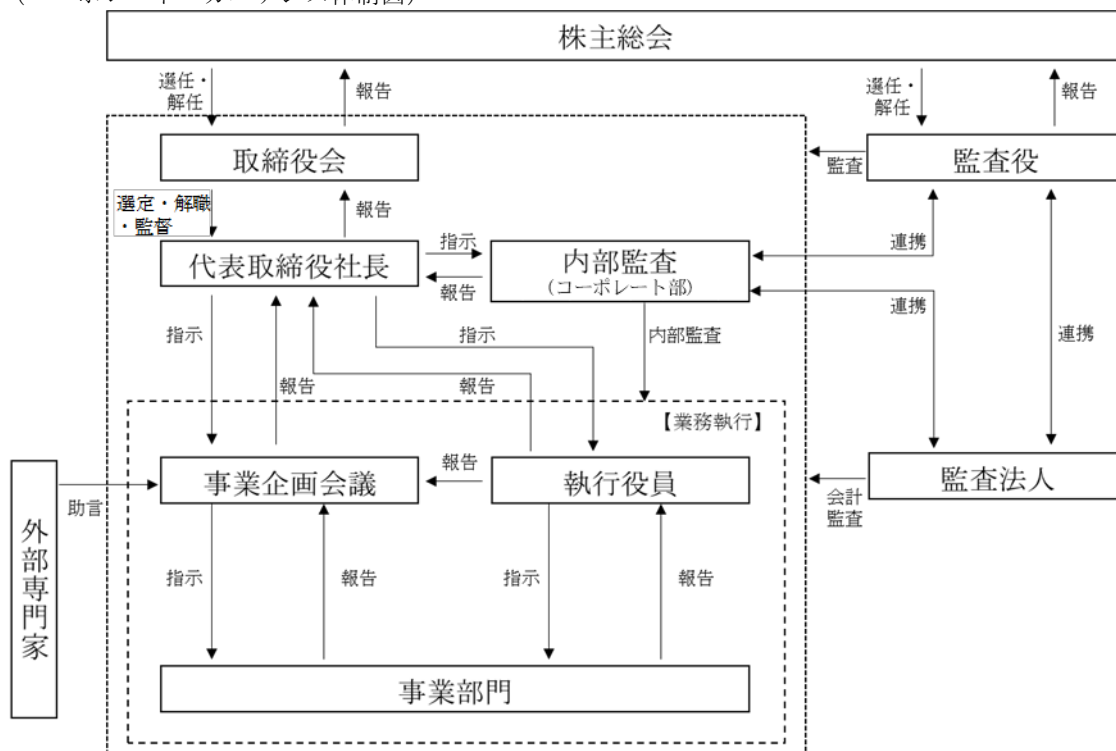 株主総会
選任・
解任
報告
選任・
解任
報告
取締役会
監査
監査役
選定・解職
・監督
報告
指示
連携
代表取締役社長
内部監査
(コーポレート部)
報告
連携
指示
指示
内部監査
連携
報告
報告
【業務執行】
事業企画会議
報告
執行役員
監査法人
助言
会計
監査
外部専門家
指示
報告
指示
報告
事業部門